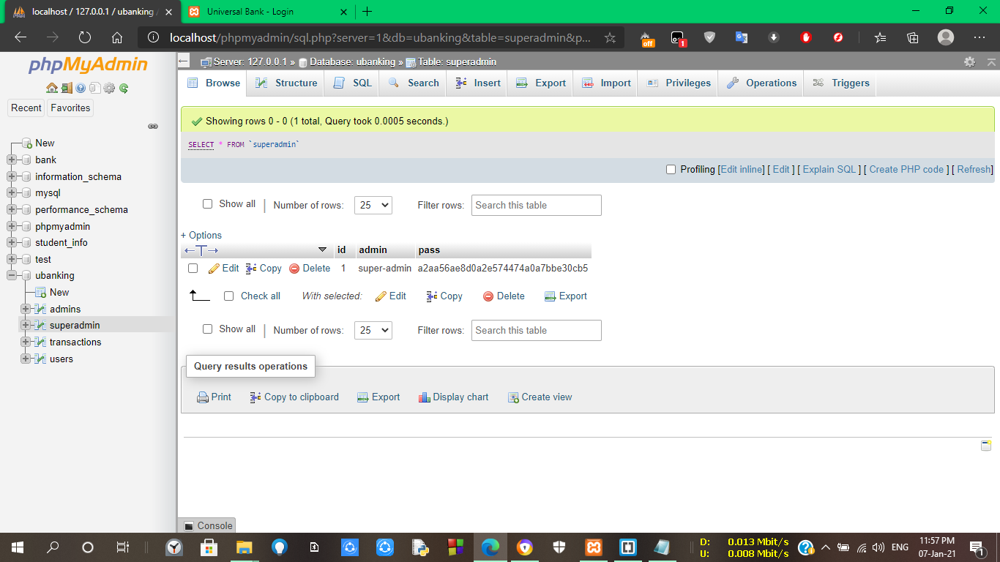 localhost / 127.0.0.1 / ubanking
Universal Bank - Login
localhost/phpmyadmin/sql.php?server=1&db=ubanking&table=superadmin&p...
off
1
phpMyAdmin
Recent
Favorites
New
bank
information_schema
mysql
performance_schema
phpmyadmin
student_info
test
ubanking
New
admins
superadmin
transactions
users
Server: 127.0.0.1 » Database: ubanking » Table: superadmin
Browse Structure SQL Search Insert Export Import Privileges Operations Triggers
Showing rows 0 - 0 (1 total, Query took 0.0005 seconds.)
SELECT * FROM `superadmin`
Profiling [Edit inline] [ Edit ] [ Explain SQL ] [ Create PHP code ] [ Refresh]
Show all | Number of rows: 25 Filter rows: Search this table
+ Options
←T→ id admin pass
Edit Copy Delete 1 super-admin a2aa56ae8d0a2e574474a0a7bbe30cb5
Check all With selected: Edit Copy Delete Export
Show all | Number of rows: 25 Filter rows: Search this table
Query results operations
Print Copy to clipboard Export Display chart Create view
Console
D: 0.013 Mbit/s
U: 0.008 Mbit/s
ENG
11:57 PM
07-Jan-21
1